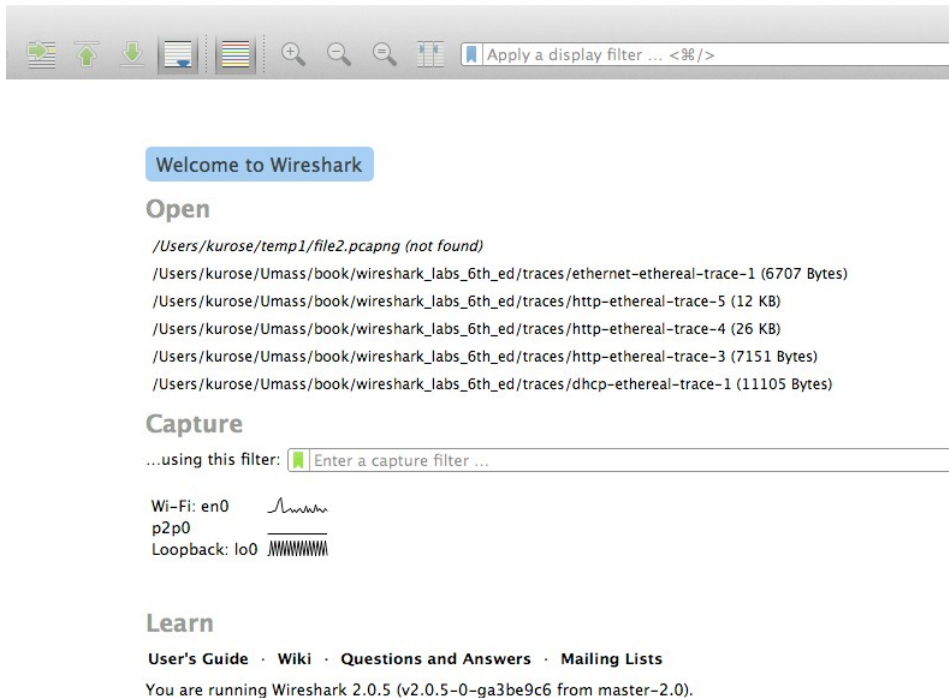 Apply a display filter ... <⌘/>
Welcome to Wireshark
Open
/Users/kurose/temp1/file2.pcapng (not found)
/Users/kurose/Umass/book/wireshark_labs_6th_ed/traces/ethernet-ethereal-trace-1 (6707 Bytes)
/Users/kurose/Umass/book/wireshark_labs_6th_ed/traces/http-ethereal-trace-5 (12 KB)
/Users/kurose/Umass/book/wireshark_labs_6th_ed/traces/http-ethereal-trace-4 (26 KB)
/Users/kurose/Umass/book/wireshark_labs_6th_ed/traces/http-ethereal-trace-3 (7151 Bytes)
/Users/kurose/Umass/book/wireshark_labs_6th_ed/traces/dhcp-ethereal-trace-1 (11105 Bytes)
Capture
...using this filter: Enter a capture filter ...
Wi-Fi: en0
p2p0
Loopback: lo0
Learn
User's Guide · Wiki · Questions and Answers · Mailing Lists
You are running Wireshark 2.0.5 (v2.0.5-0-ga3be9c6 from master-2.0).